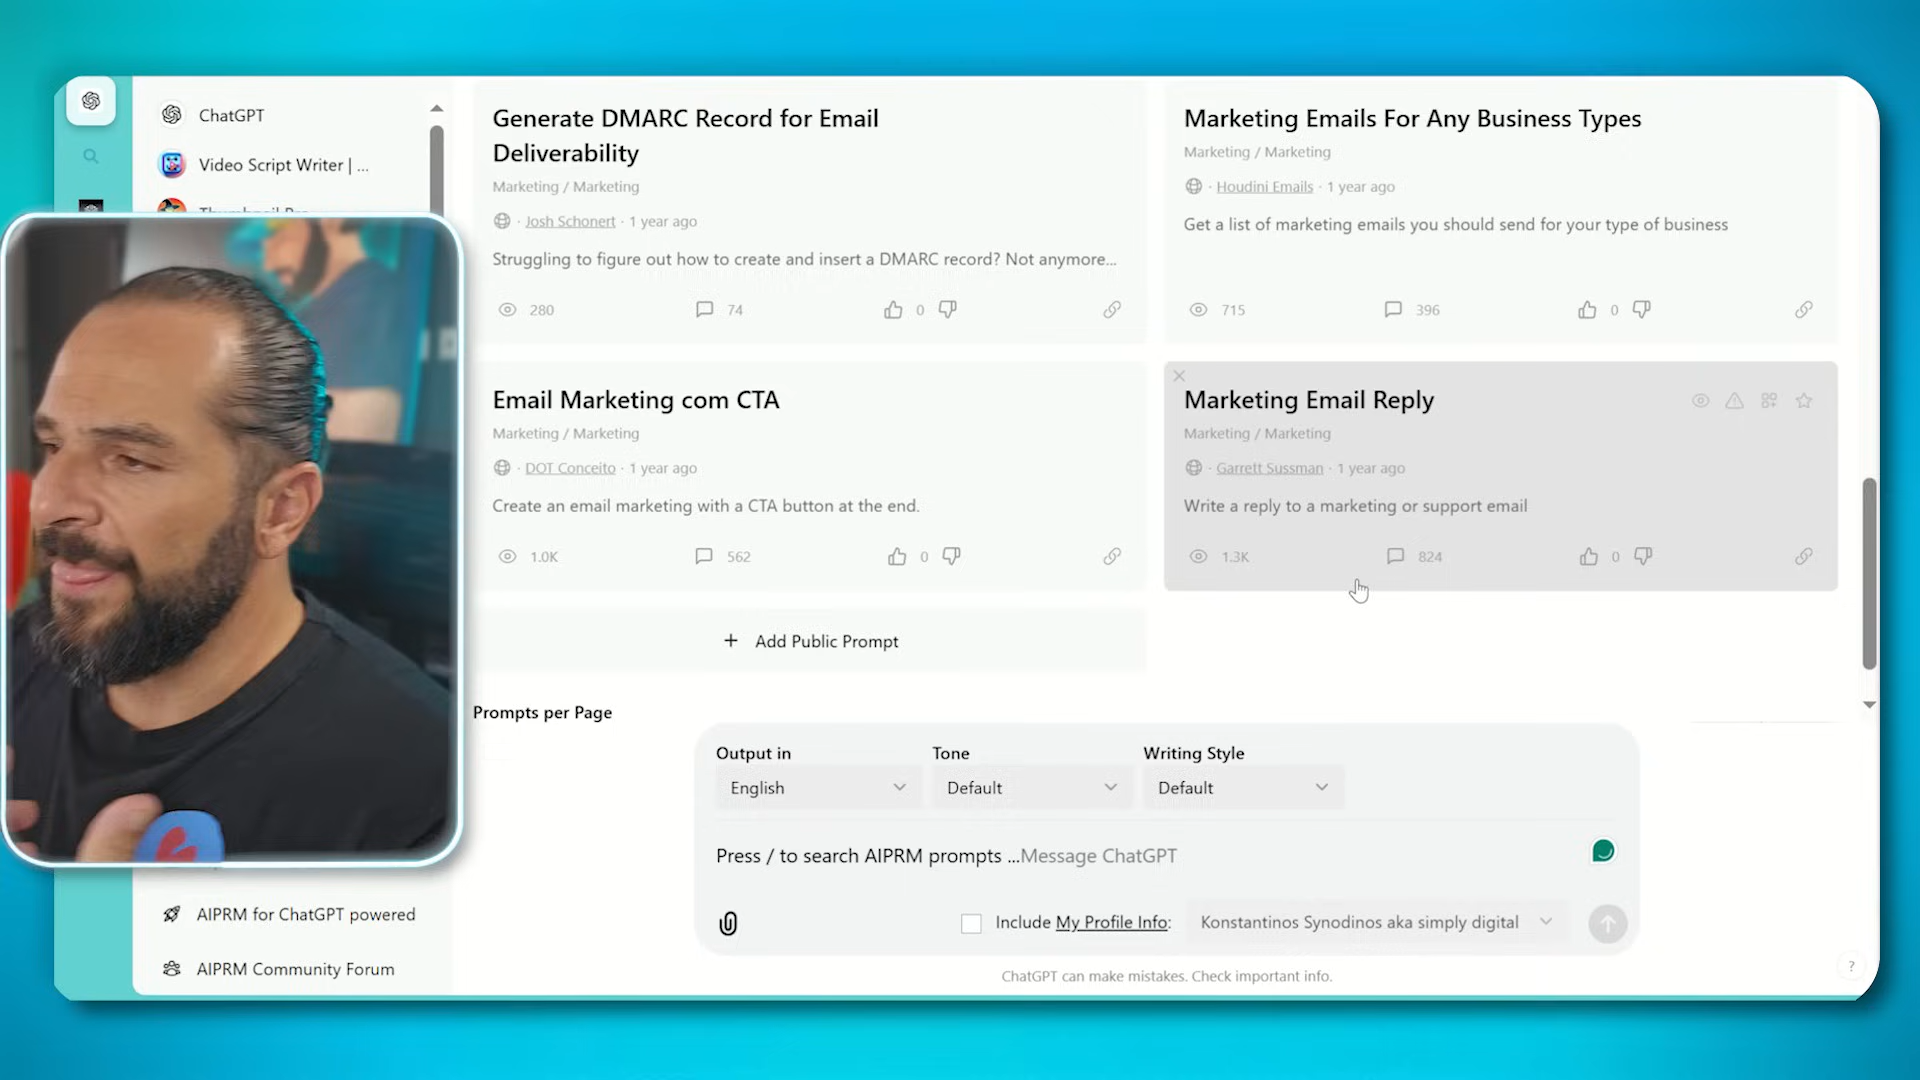 ChatGPT
Video Script Writer | ...
Generate DMARC Record for Email
Deliverability
Marketing / Marketing
· Josh Schonert · 1 year ago
Struggling to figure out how to create and insert a DMARC record? Not anymore...
280 74 0
Marketing Emails For Any Business Types
Marketing / Marketing
· Houdini Emails · 1 year ago
Get a list of marketing emails you should send for your type of business
715 396 0
Email Marketing com CTA
Marketing / Marketing
· DOT Conceito · 1 year ago
Create an email marketing with a CTA button at the end.
1.0K 562 0
Marketing Email Reply
Marketing / Marketing
· Garrett Sussman · 1 year ago
Write a reply to a marketing or support email
1.3K 824 0
+ Add Public Prompt
Prompts per Page
Output in Tone Writing Style
English Default Default
Press / to search AIPRM prompts ...Message ChatGPT
Include My Profile Info: Konstantinos Synodinos aka simply digital
ChatGPT can make mistakes. Check important info.
?
AIPRM for ChatGPT powered
AIPRM Community Forum